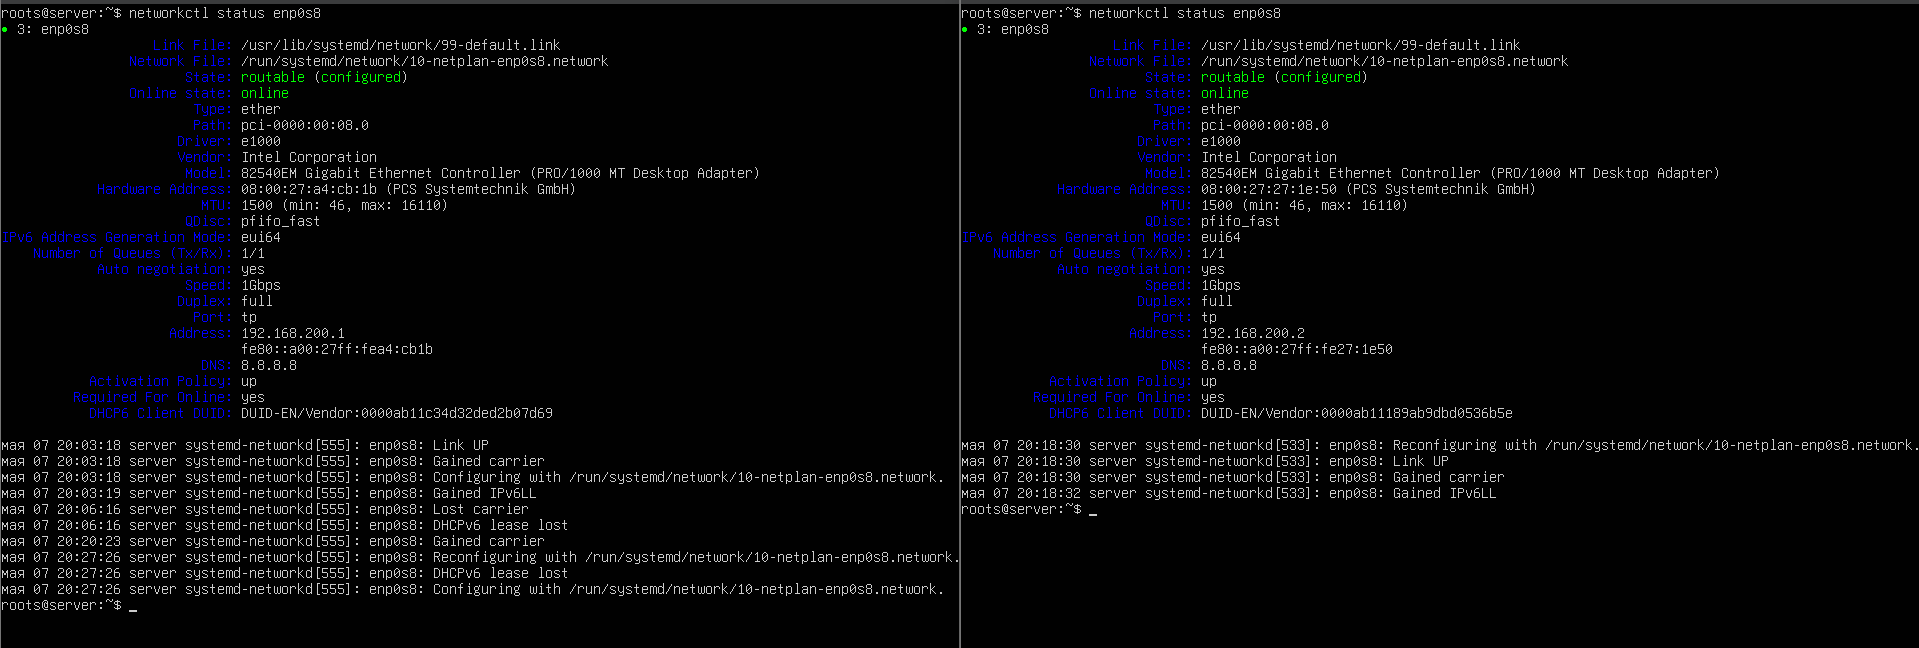 roots@server:~$ networkctl status enp0s8
● 3: enp0s8
Link File: /usr/lib/systemd/network/99-default.link
Network File: /run/systemd/network/10-netplan-enp0s8.network
State: routable (configured)
Online state: online
Type: ether
Path: pci-0000:00:08.0
Driver: e1000
Vendor: Intel Corporation
Model: 82540EM Gigabit Ethernet Controller (PRO/1000 MT Desktop Adapter)
Hardware Address: 08:00:27:a4:cb:1b (PCS Systemtechnik GmbH)
MTU: 1500 (min: 46, max: 16110)
QDisc: pfifo_fast
IPv6 Address Generation Mode: eui64
Number of Queues (Tx/Rx): 1/1
Auto negotiation: yes
Speed: 1Gbps
Duplex: full
Port: tp
Address: 192.168.200.1
fe80::a00:27ff:fea4:cb1b
DNS: 8.8.8.8
Activation Policy: up
Required For Online: yes
DHCP6 Client DUID: DUID-EN/Vendor:0000ab11c34d32ded2b07d69
мая 07 20:03:18 server systemd-networkd[555]: enp0s8: Link UP
мая 07 20:03:18 server systemd-networkd[555]: enp0s8: Gained carrier
мая 07 20:03:18 server systemd-networkd[555]: enp0s8: Configuring with /run/systemd/network/10-netplan-enp0s8.network.
мая 07 20:03:19 server systemd-networkd[555]: enp0s8: Gained IPv6LL
мая 07 20:06:16 server systemd-networkd[555]: enp0s8: Lost carrier
мая 07 20:06:16 server systemd-networkd[555]: enp0s8: DHCPv6 lease lost
мая 07 20:20:23 server systemd-networkd[555]: enp0s8: Gained carrier
мая 07 20:27:26 server systemd-networkd[555]: enp0s8: Reconfiguring with /run/systemd/network/10-netplan-enp0s8.network.
мая 07 20:27:26 server systemd-networkd[555]: enp0s8: DHCPv6 lease lost
мая 07 20:27:26 server systemd-networkd[555]: enp0s8: Configuring with /run/systemd/network/10-netplan-enp0s8.network.
roots@server:~$ _
roots@server:~$ networkctl status enp0s8
● 3: enp0s8
Link File: /usr/lib/systemd/network/99-default.link
Network File: /run/systemd/network/10-netplan-enp0s8.network
State: routable (configured)
Online state: online
Type: ether
Path: pci-0000:00:08.0
Driver: e1000
Vendor: Intel Corporation
Model: 82540EM Gigabit Ethernet Controller (PRO/1000 MT Desktop Adapter)
Hardware Address: 08:00:27:27:1e:50 (PCS Systemtechnik GmbH)
MTU: 1500 (min: 46, max: 16110)
QDisc: pfifo_fast
IPv6 Address Generation Mode: eui64
Number of Queues (Tx/Rx): 1/1
Auto negotiation: yes
Speed: 1Gbps
Duplex: full
Port: tp
Address: 192.168.200.2
fe80::a00:27ff:fe27:1e50
DNS: 8.8.8.8
Activation Policy: up
Required For Online: yes
DHCP6 Client DUID: DUID-EN/Vendor:0000ab11189ab9dbd0536b5e
мая 07 20:18:30 server systemd-networkd[533]: enp0s8: Reconfiguring with /run/systemd/network/10-netplan-enp0s8.network.
мая 07 20:18:30 server systemd-networkd[533]: enp0s8: Link UP
мая 07 20:18:30 server systemd-networkd[533]: enp0s8: Gained carrier
мая 07 20:18:32 server systemd-networkd[533]: enp0s8: Gained IPv6LL
roots@server:~$ _